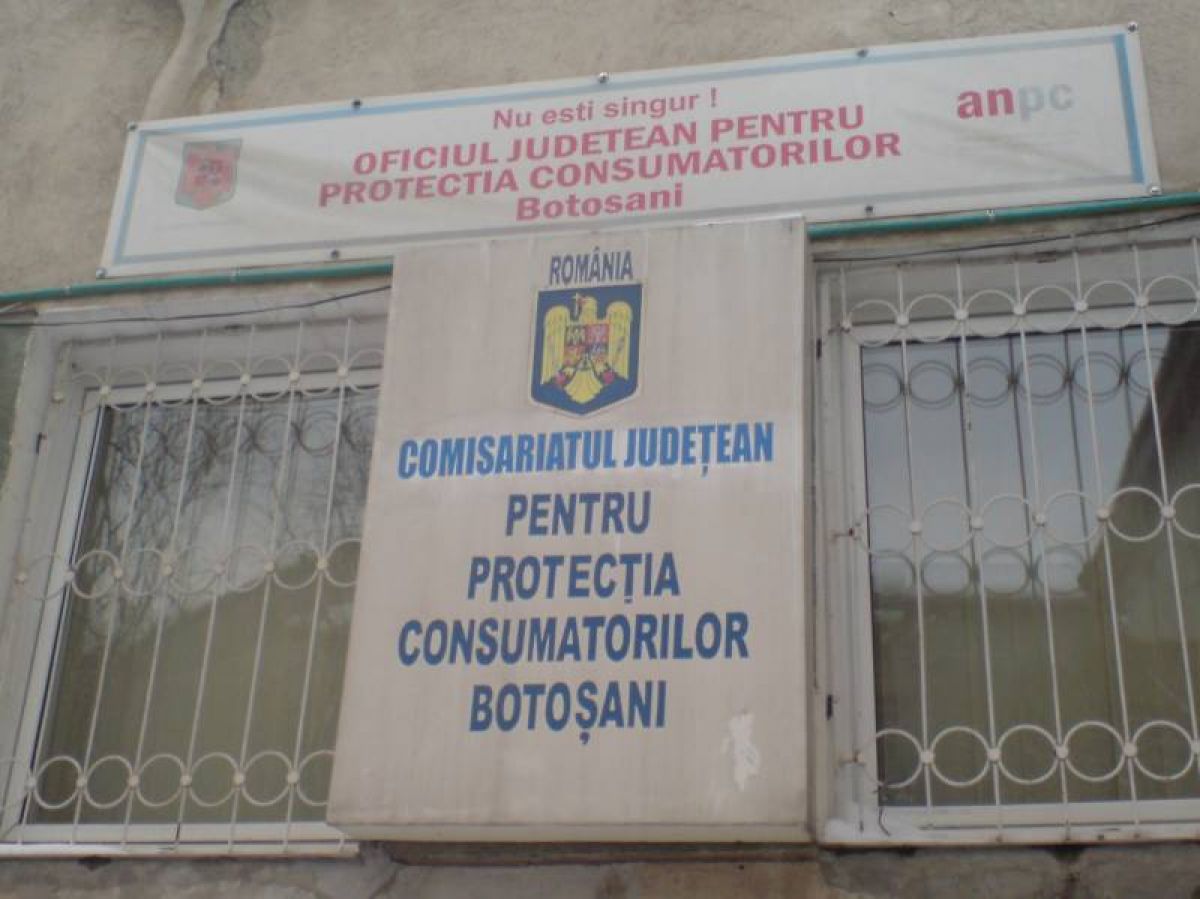 Nu esti singur !
OFICIUL JUDETEAN PENTRU
PROTECTIA CONSUMATORILOR
Botosani
anpc
ROMÂNIA
COMISARIATUL JUDEȚEAN
PENTRU
PROTECȚIA
CONSUMATORILOR
BOTOȘANI